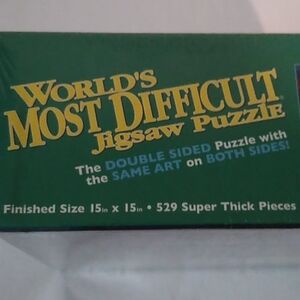 WORLD'S
MOST DIFFICULT
Jigsaw Puzzle
The DOUBLE SIDED Puzzle with
the SAME ART on BOTH SIDES!
Finished Size 15in x 15in • 529 Super Thick Pieces